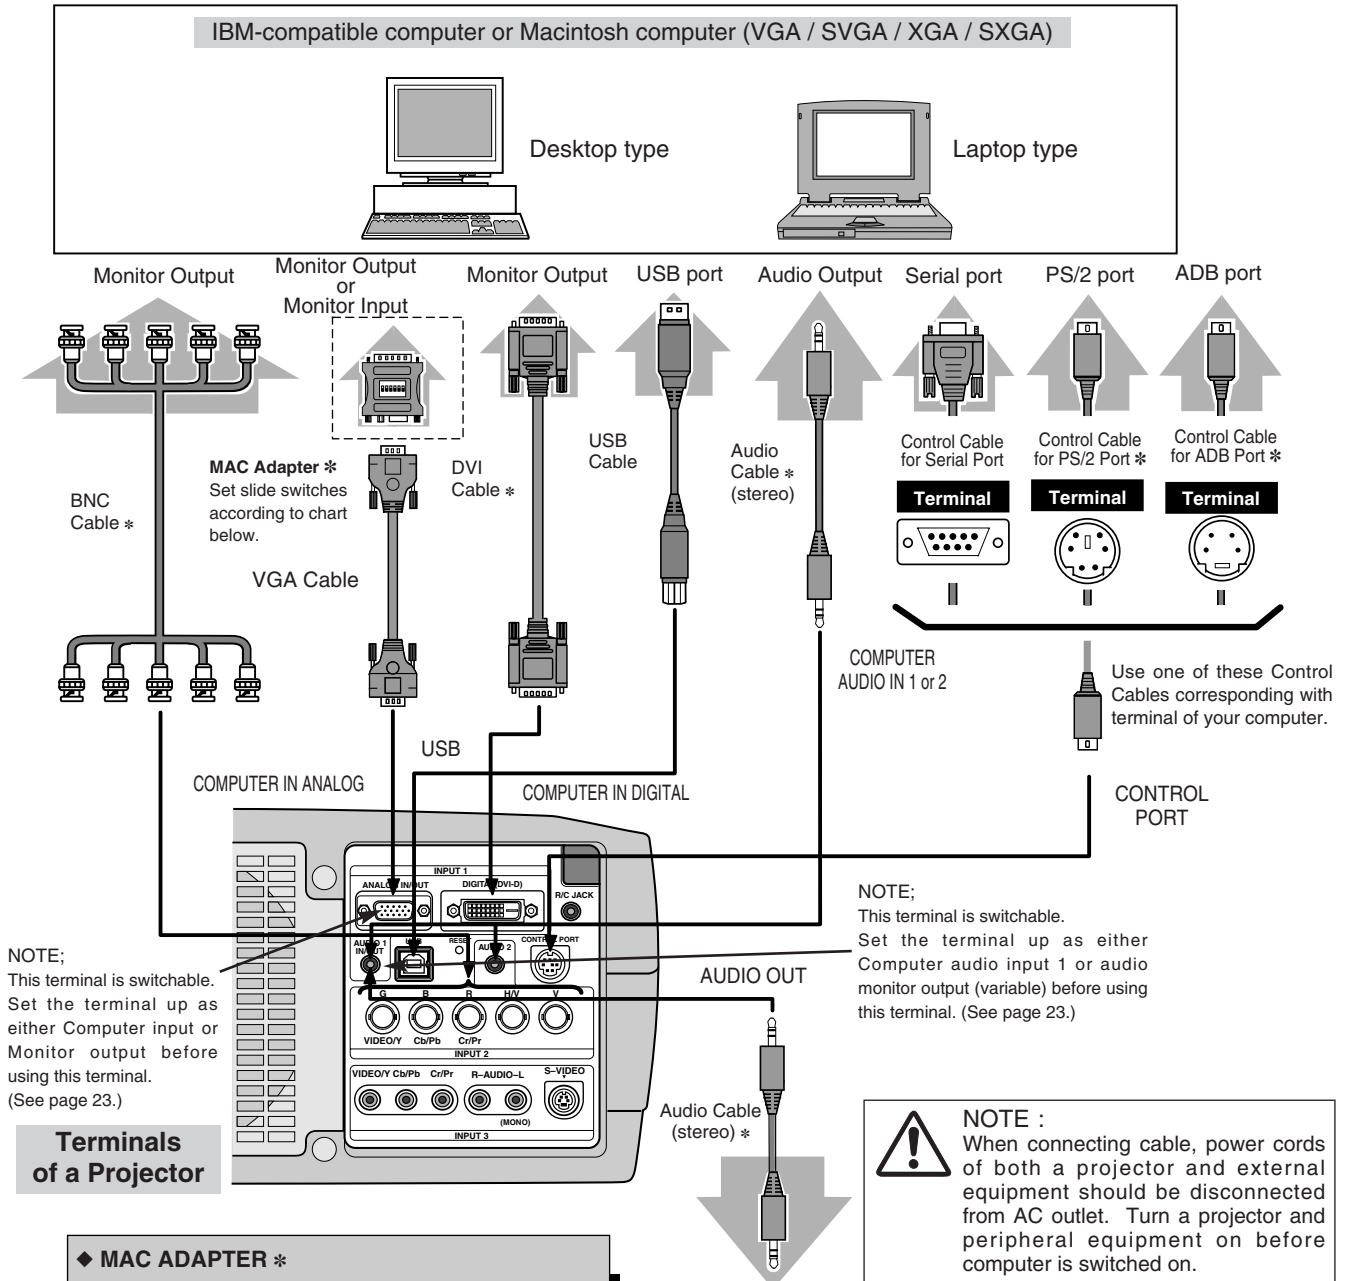 IBM-compatible computer or Macintosh computer (VGA / SVGA / XGA / SXGA)
Desktop type
Laptop type
Monitor Output
Monitor Output
or
Monitor Input
Monitor Output
USB port
Audio Output
Serial port
PS/2 port
ADB port
BNC
Cable *
MAC Adapter *
Set slide switches
according to chart
below.
VGA Cable
DVI
Cable *
USB
Cable
Audio
Cable *
(stereo)
Control Cable
for Serial Port
Control Cable
for PS/2 Port *
Control Cable
for ADB Port *
Terminal
Terminal
Terminal
COMPUTER
AUDIO IN 1 or 2
Use one of these Control
Cables corresponding with
terminal of your computer.
USB
COMPUTER IN ANALOG
COMPUTER IN DIGITAL
CONTROL
PORT
INPUT 1
ANALOG IN/OUT
DIGITAL (DVI-D)
R/C JACK
AUDIO 1
IN/OUT
USB
RESET
AUDIO 2
CONTROL PORT
G
B
R
H/V
V
VIDEO/Y
Cb/Pb
Cr/Pr
INPUT 2
VIDEO/Y Cb/Pb Cr/Pr
R–AUDIO–L
S–VIDEO
(MONO)
INPUT 3
NOTE;
This terminal is switchable.
Set the terminal up as
either Computer input or
Monitor output before
using this terminal.
(See page 23.)
NOTE;
This terminal is switchable.
Set the terminal up as either
Computer audio input 1 or audio
monitor output (variable) before using
this terminal. (See page 23.)
AUDIO OUT
Terminals
of a Projector
Audio Cable
(stereo) *
NOTE :
When connecting cable, power cords
of both a projector and external
equipment should be disconnected
from AC outlet. Turn a projector and
peripheral equipment on before
computer is switched on.
◆ MAC ADAPTER *